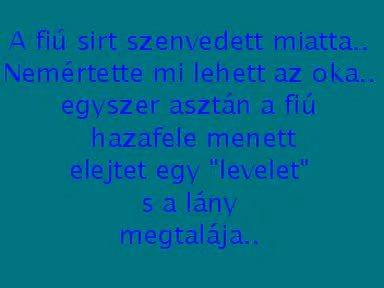 A fiú sirt szenvedett miatta..
Nemértette mi lehett az oka..
egyszer asztán a fiú
hazafele menett
elejtet egy "levelet"
s a lány
megtalája..